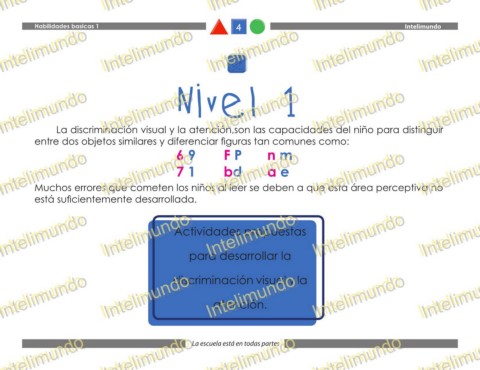 Habilidades basicas 1
4
Intelimundo
Nivel 1
La discriminación visual y la atención,son las capacidades del niño para distinguir
entre dos objetos similares y diferenciar figuras tan comunes como:
6 9 F P n m
7 1 bd a e
Muchos errores que cometen los niños al leer se deben a que esta área perceptiva no
está suficientemente desarrollada.
Actividades propuestas
para desarrollar la
discriminación visual y la
atención.
La escuela está en todas partes